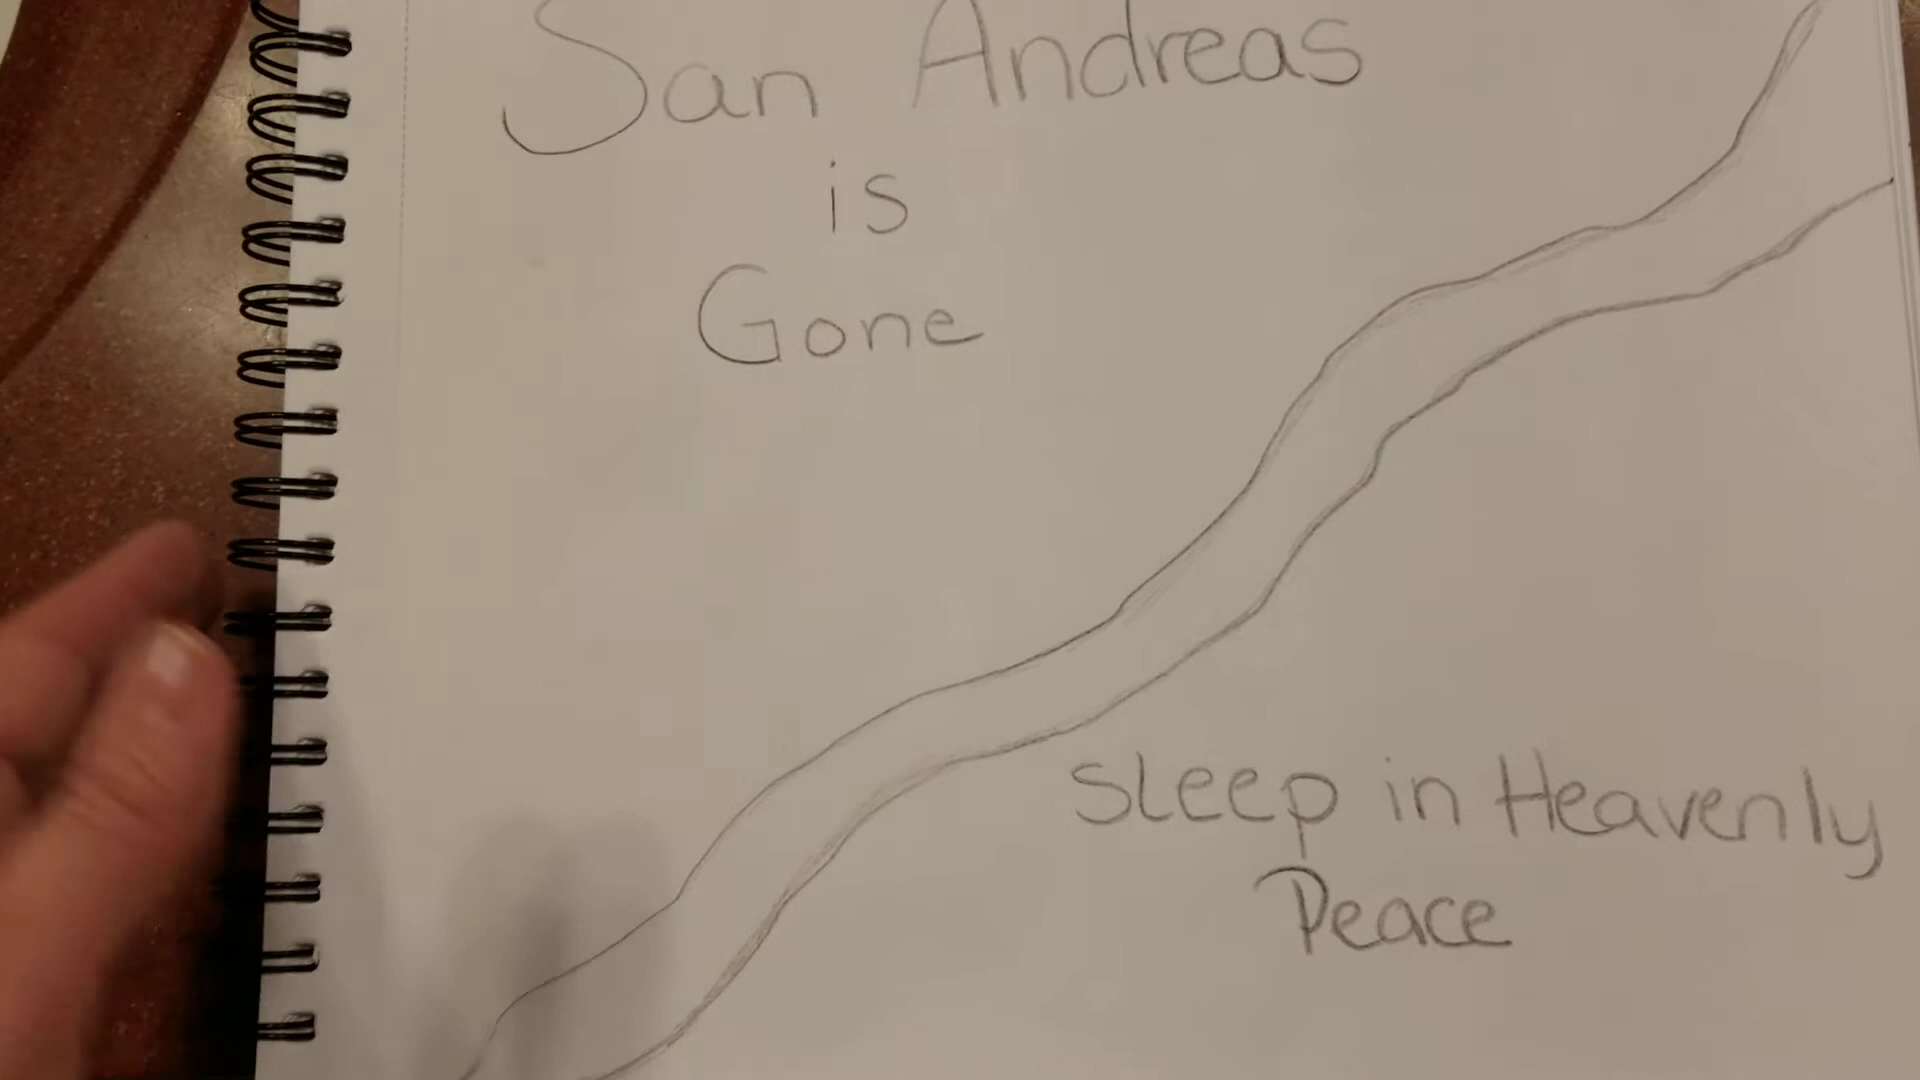 San Andreas
is
Gone
sleep in Heavenly
Peace